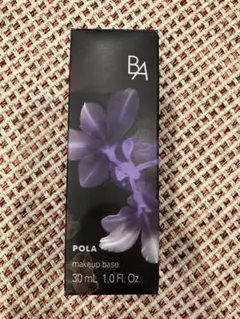 BA
POLA
makeup base
30 mL 1.0 Fl. Oz.